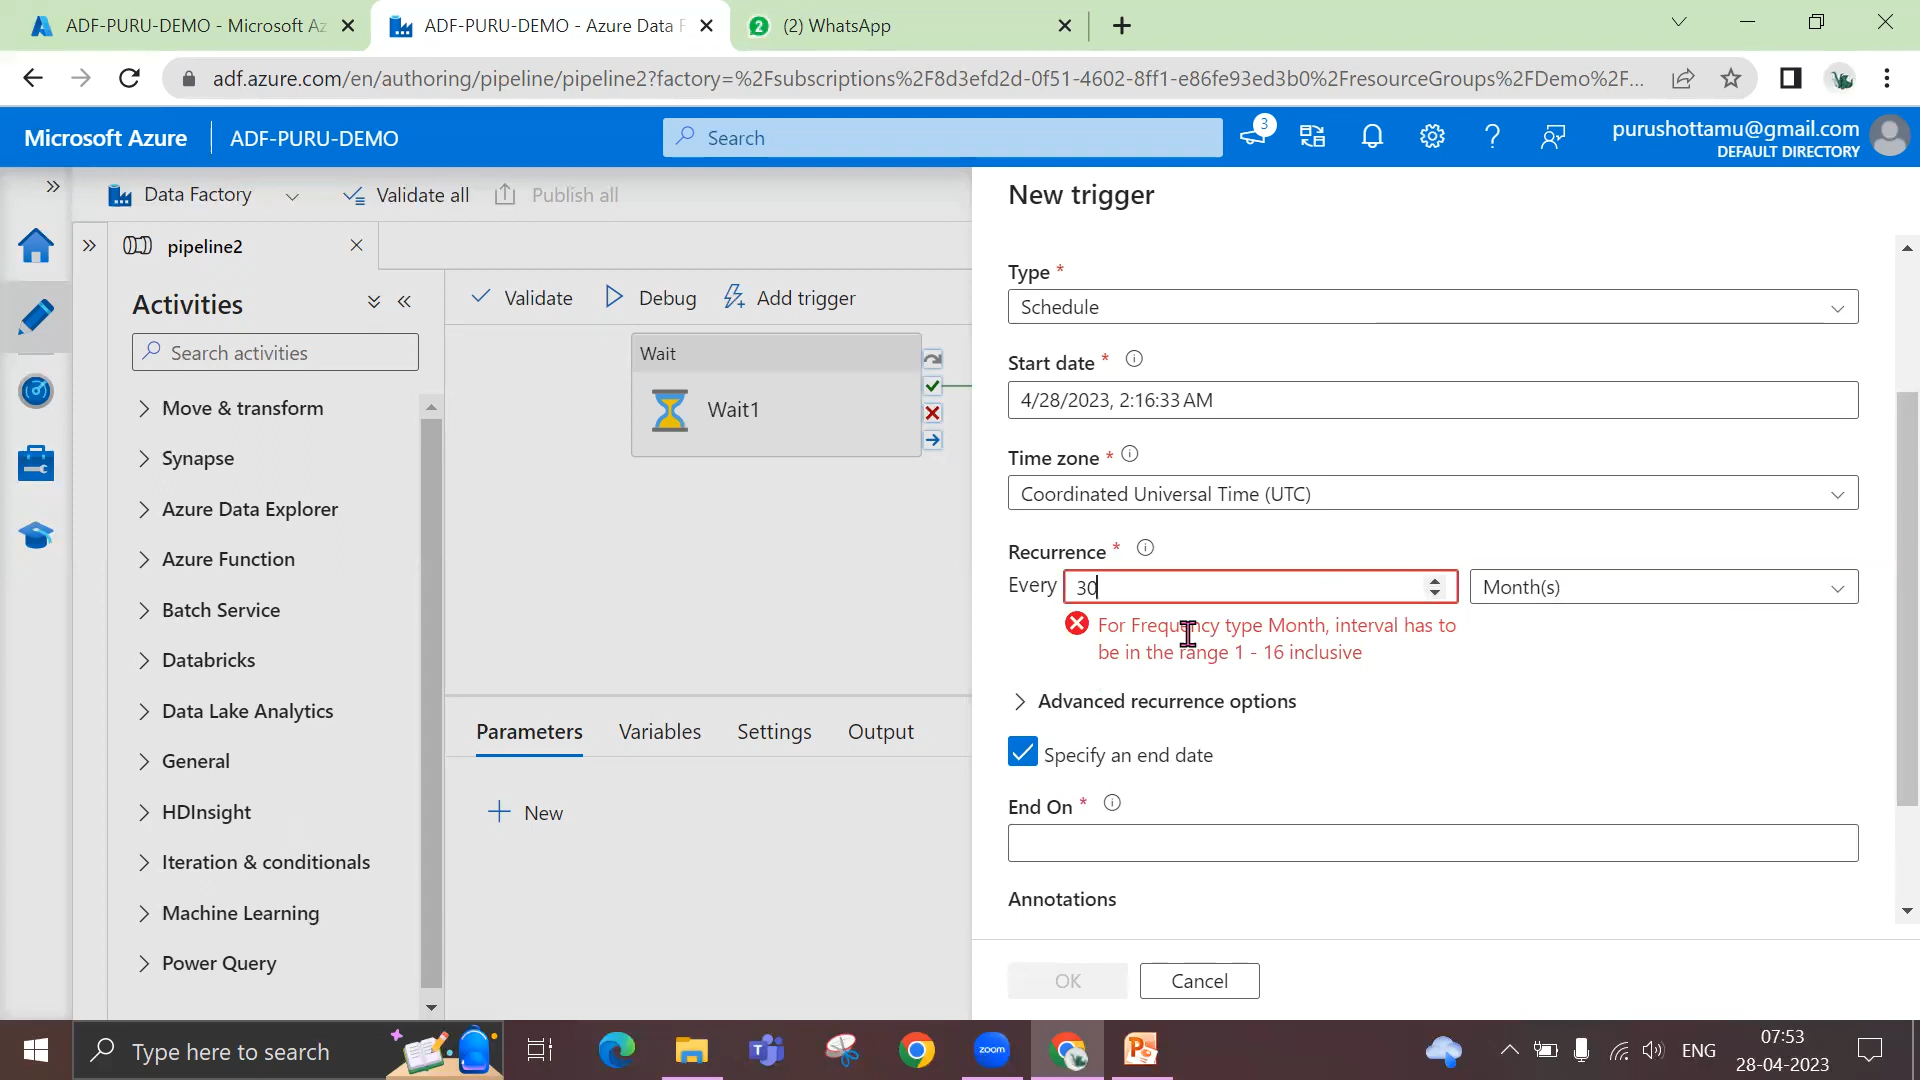 ADF-PURU-DEMO - Microsoft Az
ADF-PURU-DEMO - Azure Data F
2
(2) WhatsApp
adf.azure.com/en/authoring/pipeline/pipeline2?factory=%2Fsubscriptions%2F8d3efd2d-0f51-4602-8ff1-e86fe93ed3b0%2FresourceGroups%2FDemo%2F...
Microsoft Azure
ADF-PURU-DEMO
Search
3
purushottamu@gmail.com
DEFAULT DIRECTORY
Data Factory
Validate all
Publish all
pipeline2
Activities
Search activities
Move & transform
Synapse
Azure Data Explorer
Azure Function
Batch Service
Databricks
Data Lake Analytics
General
HDInsight
Iteration & conditionals
Machine Learning
Power Query
Validate
Debug
Add trigger
Wait
Wait1
Parameters
Variables
Settings
Output
New
New trigger
Type *
Schedule
Start date *
4/28/2023, 2:16:33 AM
Time zone *
Coordinated Universal Time (UTC)
Recurrence *
Every 30 Month(s)
For Frequency type Month, interval has to
be in the range 1 - 16 inclusive
Advanced recurrence options
Specify an end date
End On *
Annotations
OK
Cancel
Type here to search
zoom
ENG
07:53
28-04-2023